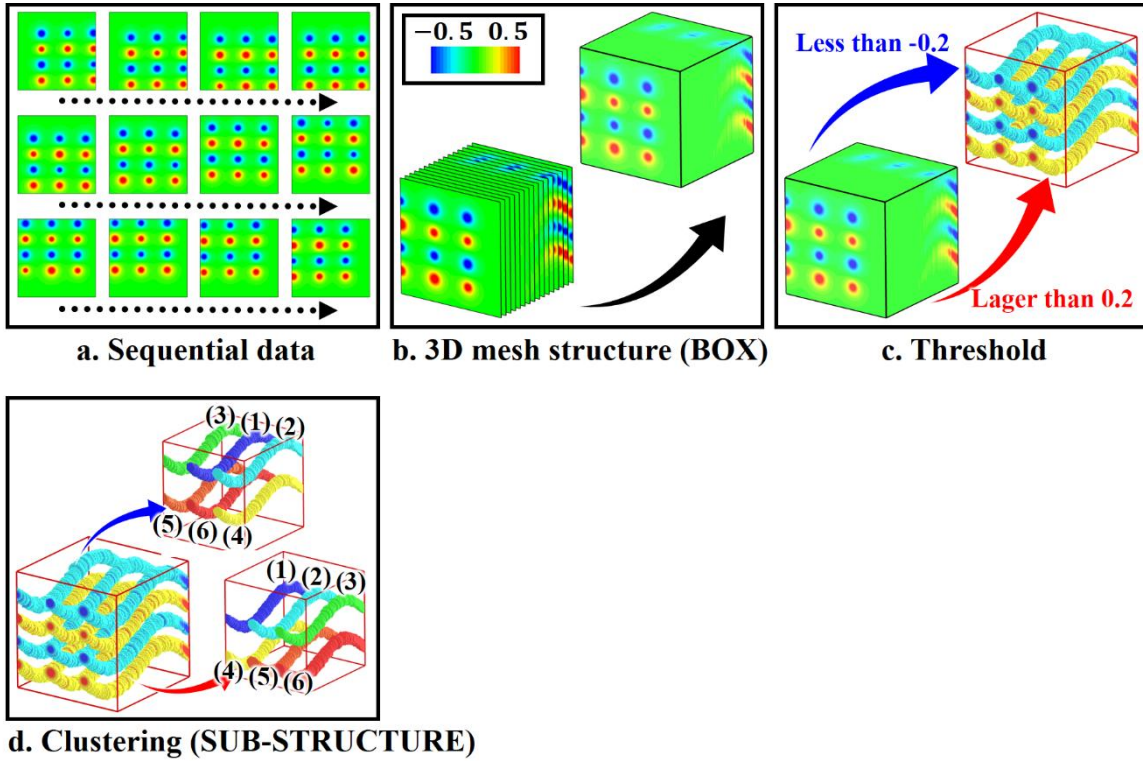 −0.5 0.5
Less than -0.2
Lager than 0.2
a. Sequential data
b. 3D mesh structure (BOX)
c. Threshold
(3) (1) (2)
(5) (6) (4)
(1) (2) (3)
(4) (5) (6)
d. Clustering (SUB-STRUCTURE)